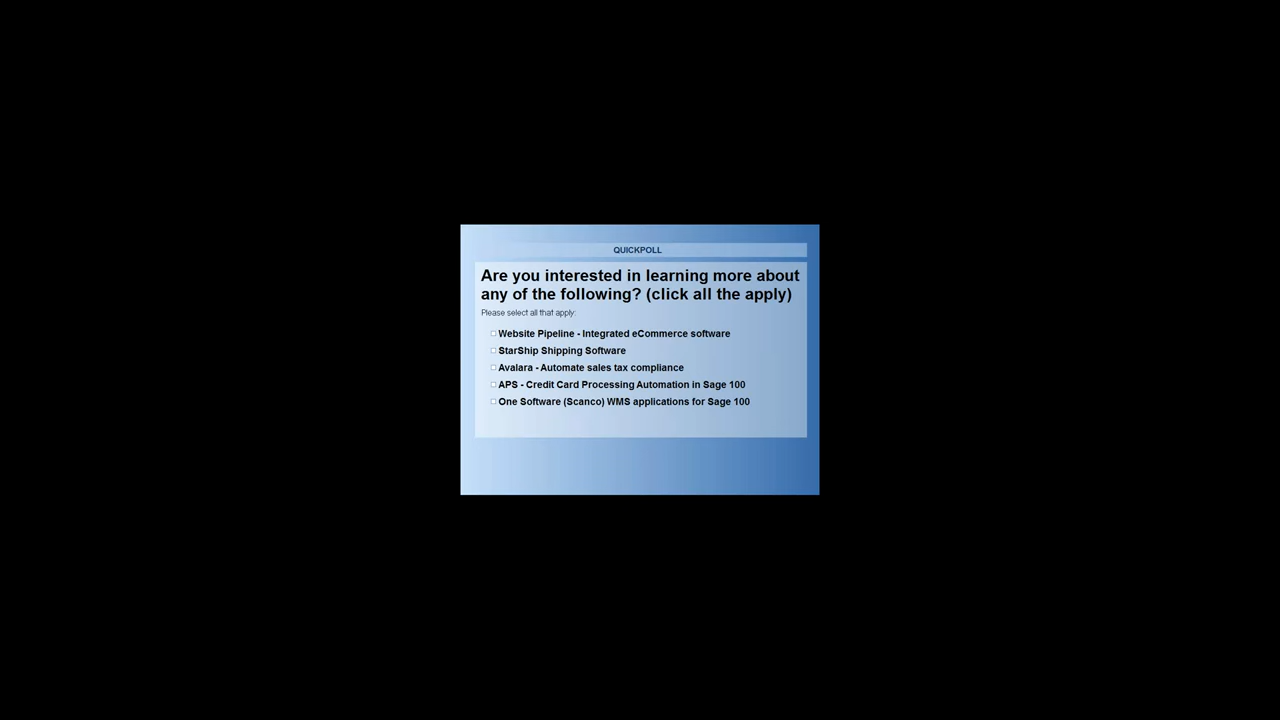 QUICKPOLL
Are you interested in learning more about
any of the following? (click all the apply)
Please select all that apply:
Website Pipeline - Integrated eCommerce software
StarShip Shipping Software
Avalara - Automate sales tax compliance
APS - Credit Card Processing Automation in Sage 100
One Software (Scanco) WMS applications for Sage 100